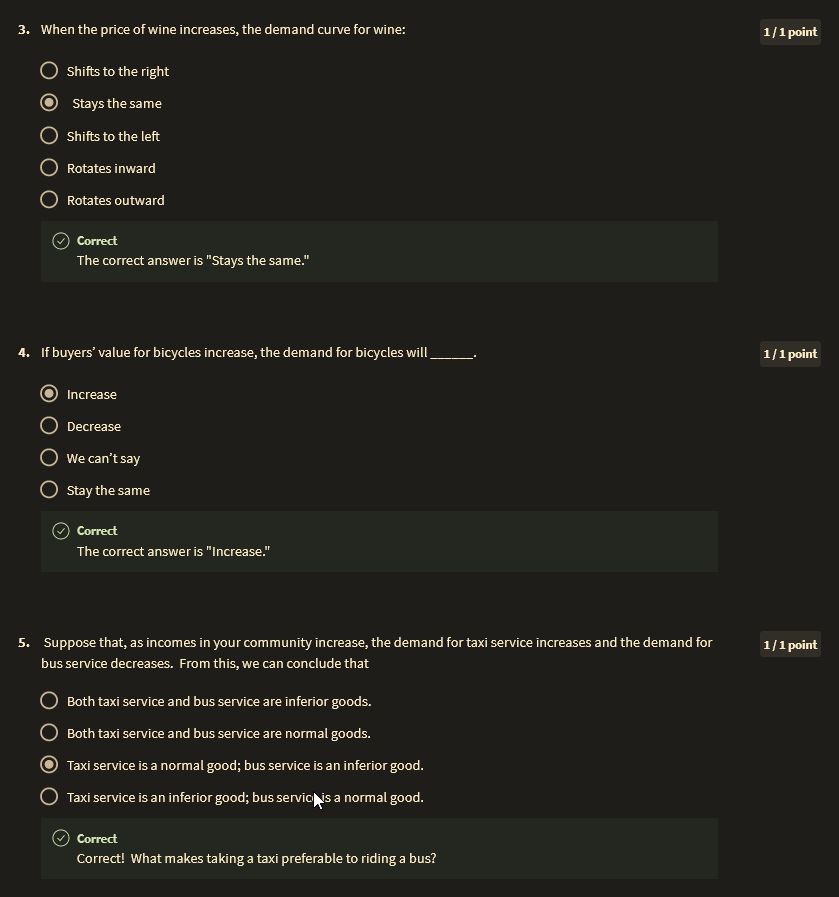 3. When the price of wine increases, the demand curve for wine:
1 / 1 point
Shifts to the right
Stays the same
Shifts to the left
Rotates inward
Rotates outward
Correct
The correct answer is "Stays the same."
4. If buyers’ value for bicycles increase, the demand for bicycles will ______.
1 / 1 point
Increase
Decrease
We can’t say
Stay the same
Correct
The correct answer is "Increase."
5. Suppose that, as incomes in your community increase, the demand for taxi service increases and the demand for
1 / 1 point
bus service decreases. From this, we can conclude that
Both taxi service and bus service are inferior goods.
Both taxi service and bus service are normal goods.
Taxi service is a normal good; bus service is an inferior good.
Taxi service is an inferior good; bus service is a normal good.
Correct
Correct! What makes taking a taxi preferable to riding a bus?